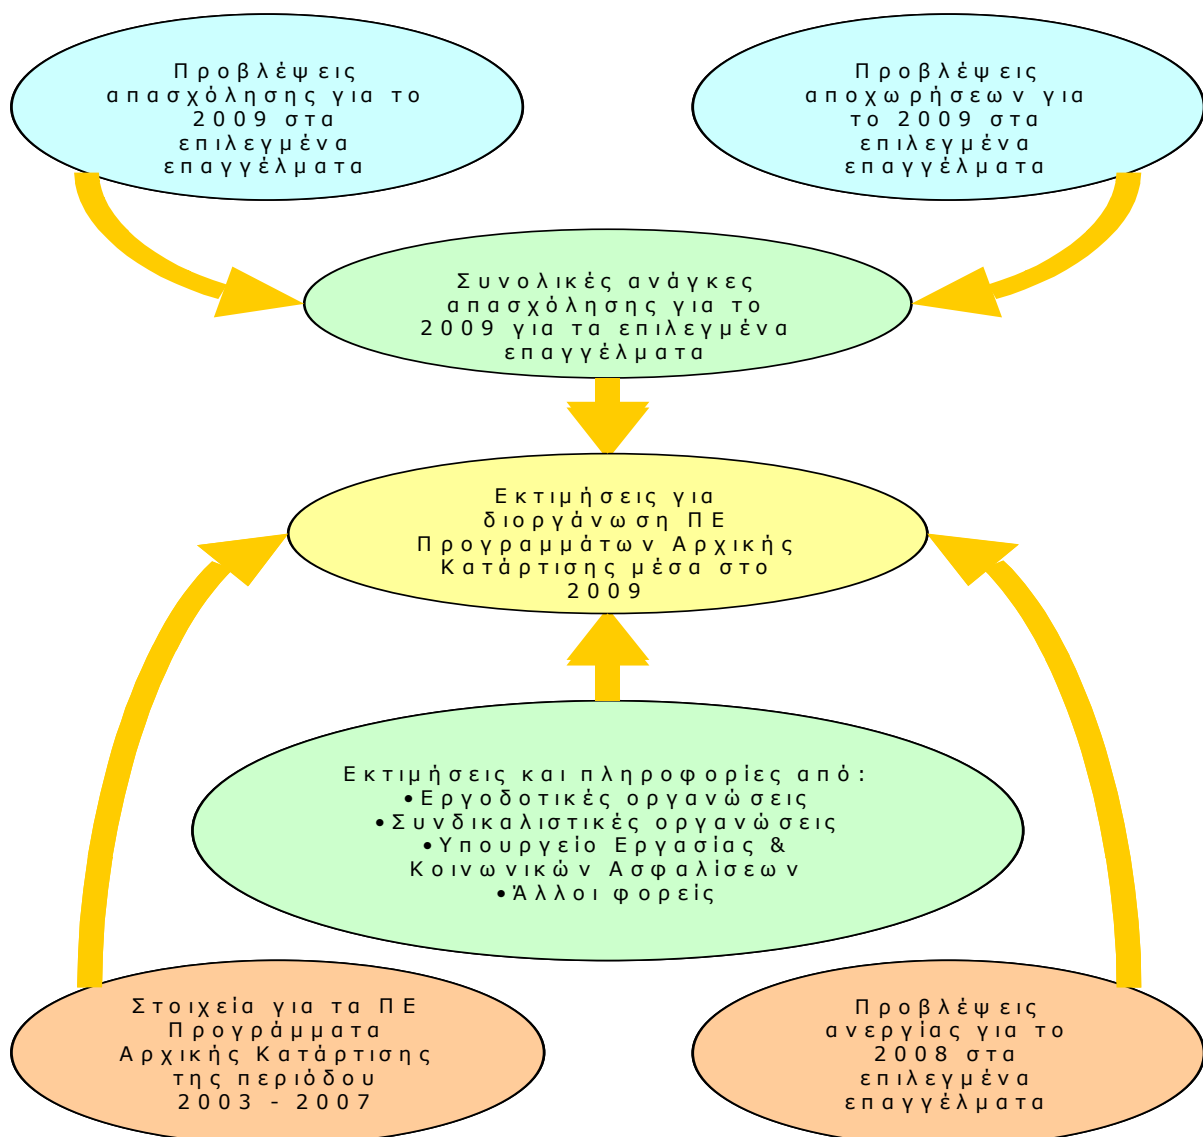 Προβλέψεις
απασχόλησης για το
2009 στα
επιλεγμένα
επαγγέλματα
Προβλέψεις
αποχωρήσεων για
το 2009 στα
επιλεγμένα
επαγγέλματα
Συνολικές ανάγκες
απασχόλησης για το
2009 για τα επιλεγμένα
επαγγέλματα
Εκτιμήσεις για
διοργάνωση ΠΕ
Προγραμμάτων Αρχικής
Κατάρτισης μέσα στο
2009
Εκτιμήσεις και πληροφορίες από:
•Εργοδοτικές οργανώσεις
•Συνδικαλιστικές οργανώσεις
•Υπουργείο Εργασίας &
Κοινωνικών Ασφαλίσεων
•Άλλοι φορείς
Στοιχεία για τα ΠΕ
Προγράμματα
Αρχικής Κατάρτισης
της περιόδου
2003 - 2007
Προβλέψεις
ανεργίας για το
2008 στα
επιλεγμένα
επαγγέλματα